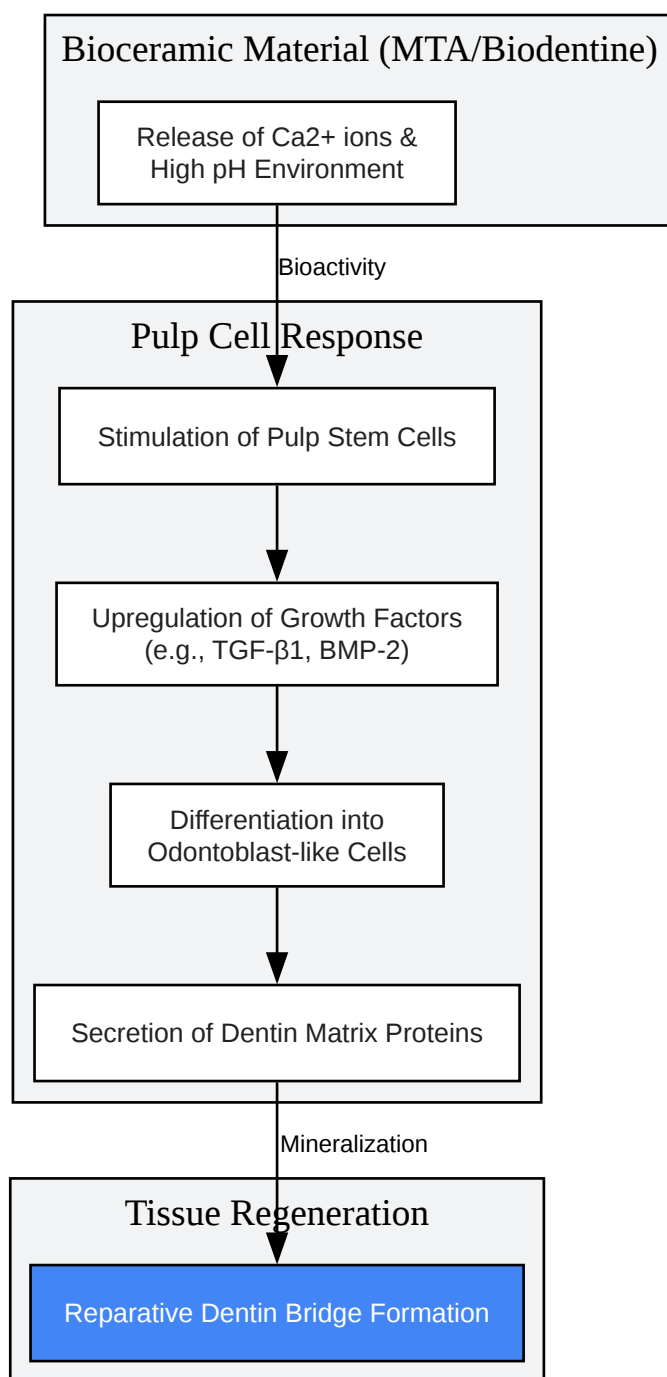 Bioceramic Material (MTA/Biodentine)
Release of Ca2+ ions &
High pH Environment
Bioactivity
Pulp Cell Response
Stimulation of Pulp Stem Cells
Upregulation of Growth Factors
(e.g., TGF-β1, BMP-2)
Differentiation into
Odontoblast-like Cells
Secretion of Dentin Matrix Proteins
Mineralization
Tissue Regeneration
Reparative Dentin Bridge Formation